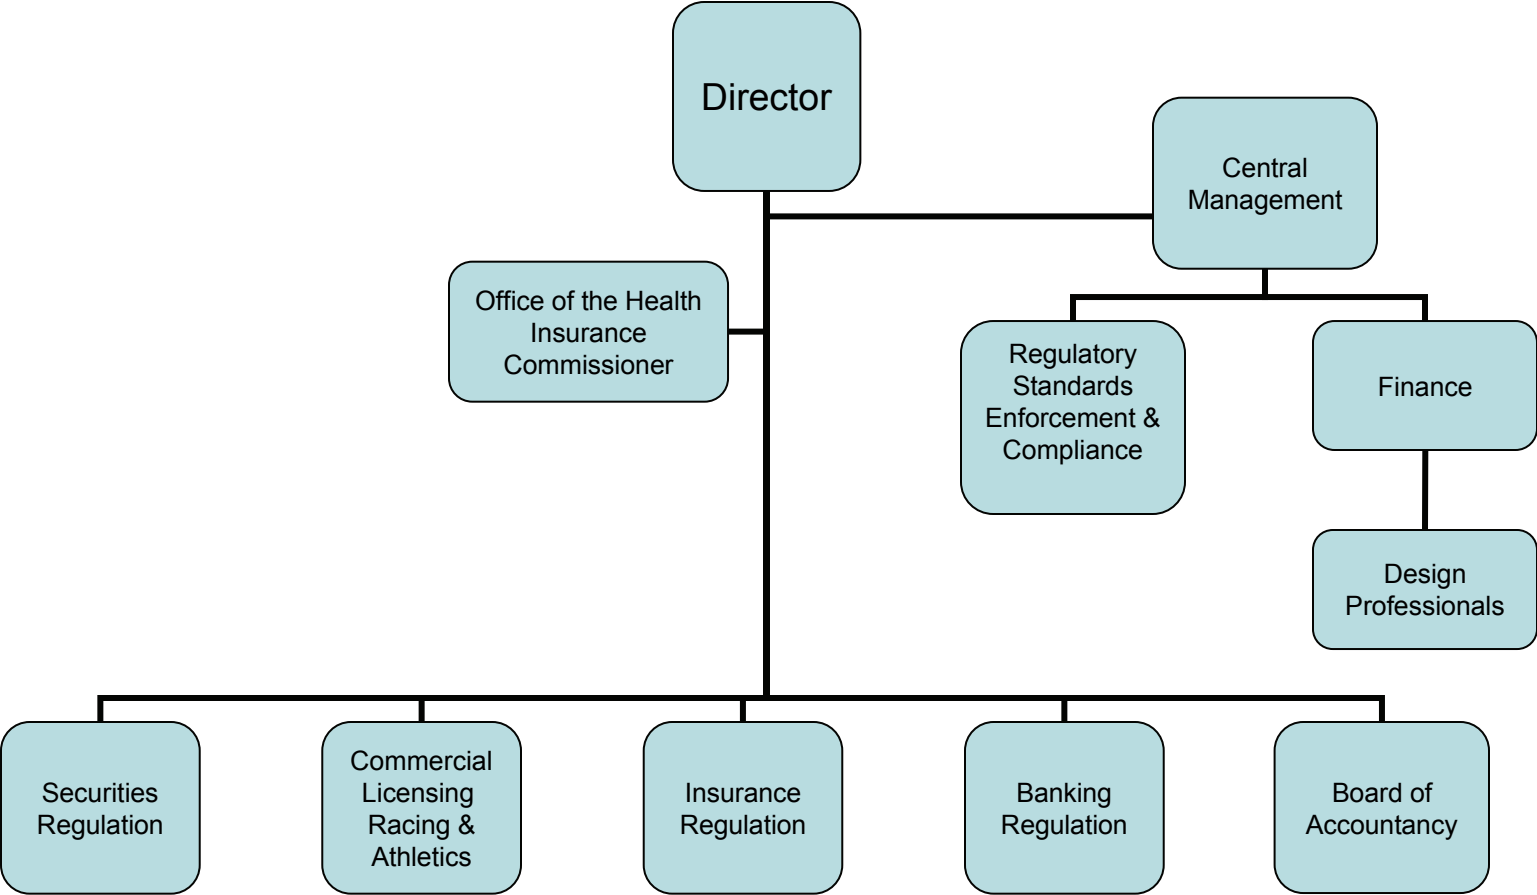 Director
Central
Management
Office of the Health
Insurance
Commissioner
Regulatory
Standards
Enforcement &
Compliance
Finance
Design
Professionals
Securities
Regulation
Commercial
Licensing
Racing &
Athletics
Insurance
Regulation
Banking
Regulation
Board of
Accountancy